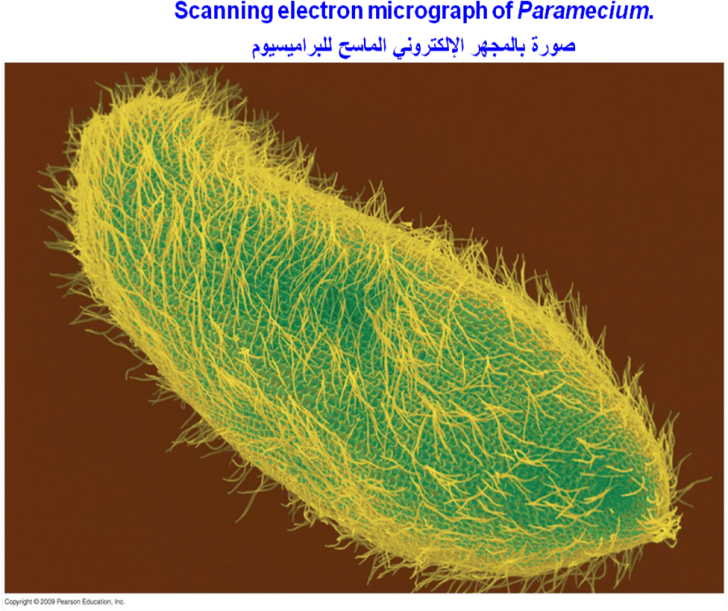 Scanning electron micrograph of Paramecium.
صورة بالمجهر الإلكتروني الماسح للبراميسيوم
Copyright © 2009 Pearson Education, Inc.